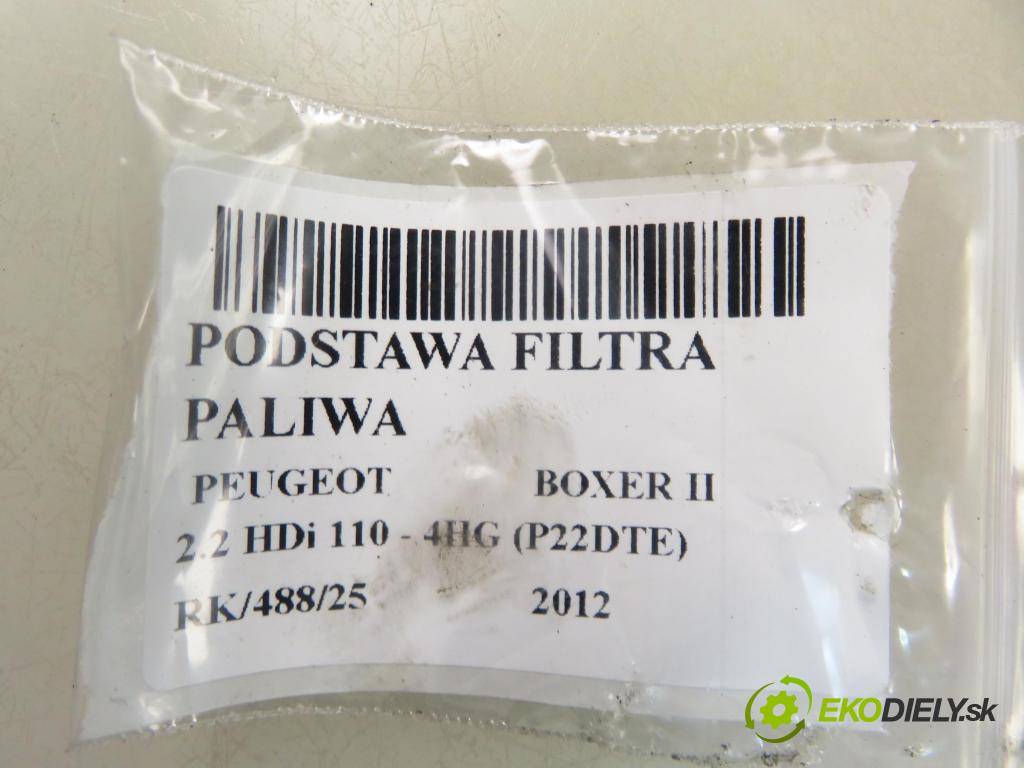 PODSTAWA FILTRA
PALIWA
PEUGEOT BOXER II
2.2 HDi 110 - 4HG (P22DTE)
RK/488/25 2012
EKODIELY.sk